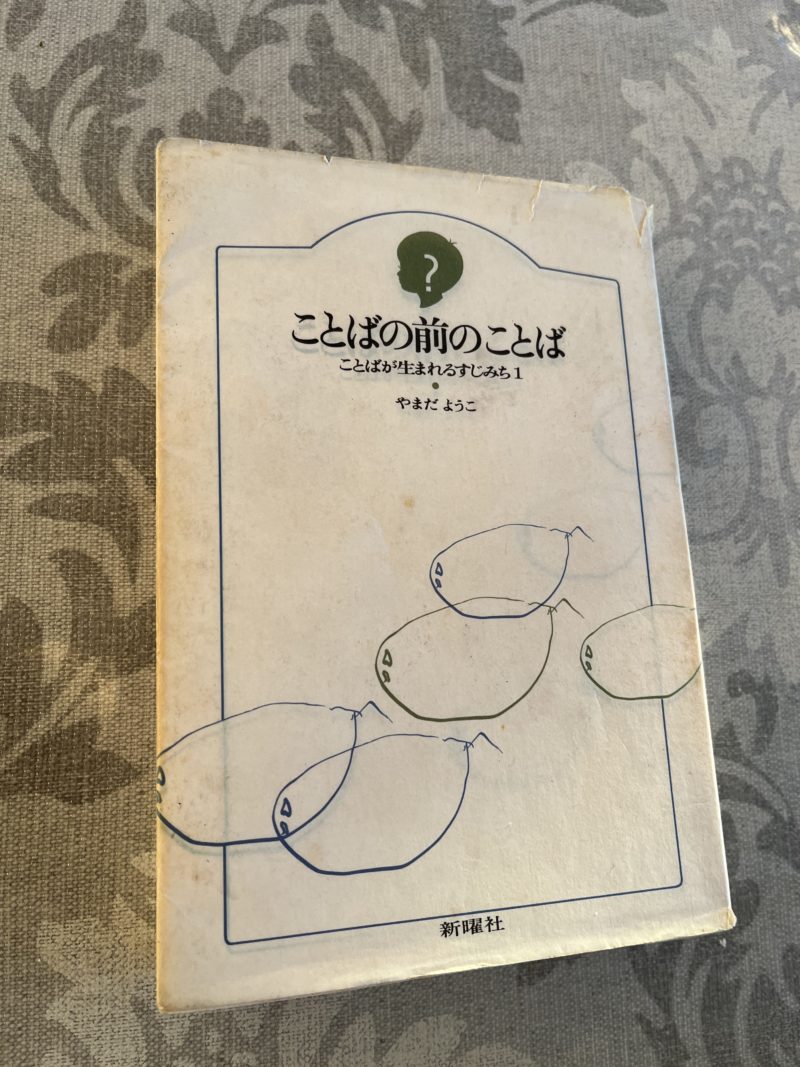 ?
ことばの前のことば
ことばが生まれるすじみち1
やまだ ようこ
新曜社